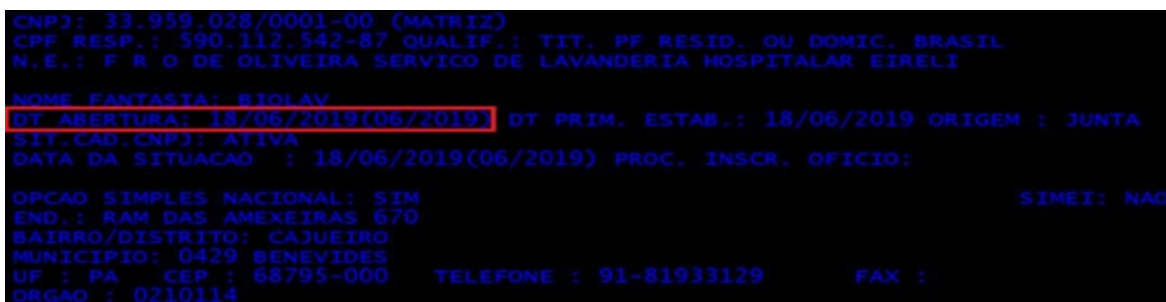 CNPJ: 33.959.028/0001-00 (MATRIZ)
CPF RESP.: 590.112.542-87 QUALIF.: TIT. PF RESID. OU DOMIC. BRASIL
N.E.: F R O DE OLIVEIRA SERVICO DE LAVANDERIA HOSPITALAR EIRELI
NOME FANTASIA: BIOLAV
DT ABERTURA: 18/06/2019(06/2019) DT PRIM. ESTAB.: 18/06/2019 ORIGEM : JUNTA
SIT.CAD.CNPJ: ATIVA
DATA DA SITUACAO : 18/06/2019(06/2019) PROC. INSCR. OFICIO:
OPCAO SIMPLES NACIONAL: SIM SIMEI: NAO
END.: RAM DAS AMEXEIRAS 670
BAIRRO/DISTRITO: CAJUEIRO
MUNICIPIO: 0429 BENEVIDES
UF : PA CEP : 68795-000 TELEFONE : 91-81933129 FAX :
ORGAO : 0210114